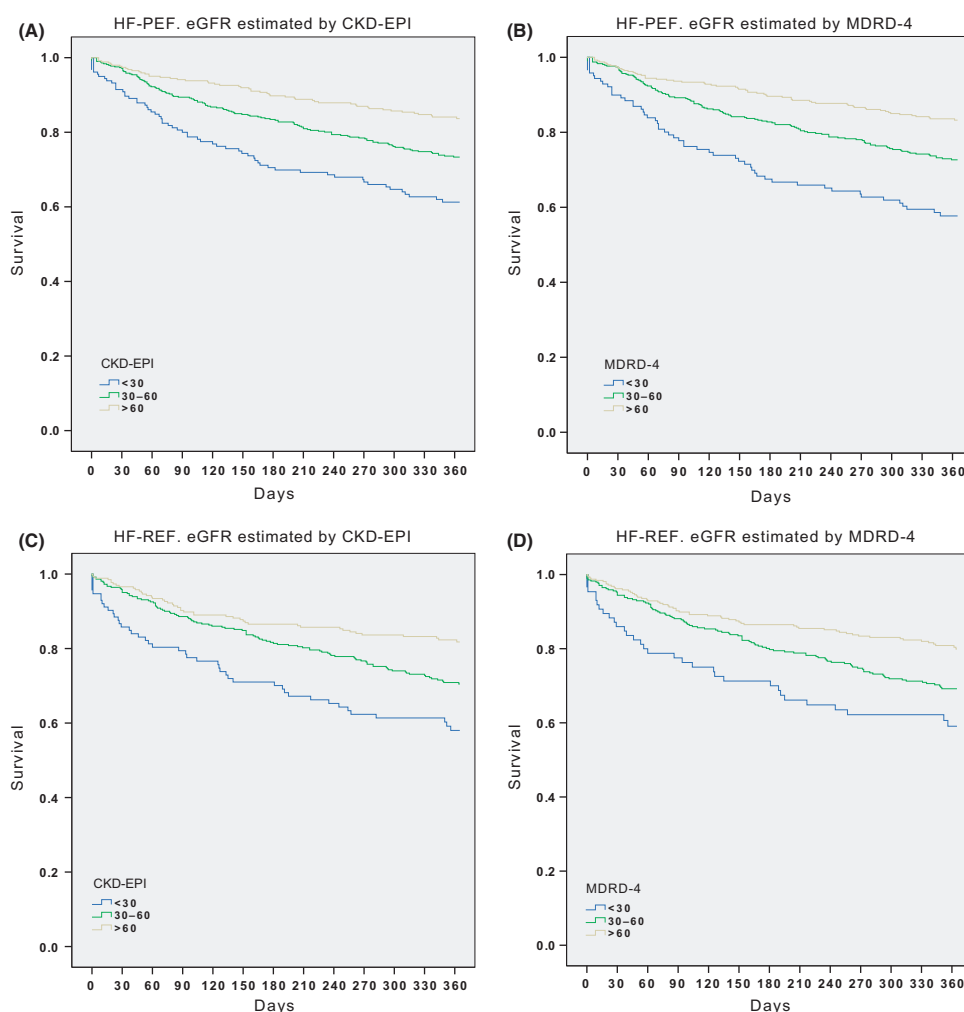 (A) HF-PEF. eGFR estimated by CKD-EPI
1.0
0.8
0.6
0.4
0.2
0.0
Survival
CKD-EPI
<30
30–60
>60
0 30 60 90 120 150 180 210 240 270 300 330 360
Days
(B) HF-PEF. eGFR estimated by MDRD-4
1.0
0.8
0.6
0.4
0.2
0.0
Survival
MDRD-4
<30
30–60
>60
0 30 60 90 120 150 180 210 240 270 300 330 360
Days
(C) HF-REF. eGFR estimated by CKD-EPI
1.0
0.8
0.6
0.4
0.2
0.0
Survival
CKD-EPI
<30
30–60
>60
0 30 60 90 120 150 180 210 240 270 300 330 360
Days
(D) HF-REF. eGFR estimated by MDRD-4
1.0
0.8
0.6
0.4
0.2
0.0
Survival
MDRD-4
<30
30–60
>60
0 30 60 90 120 150 180 210 240 270 300 330 360
Days